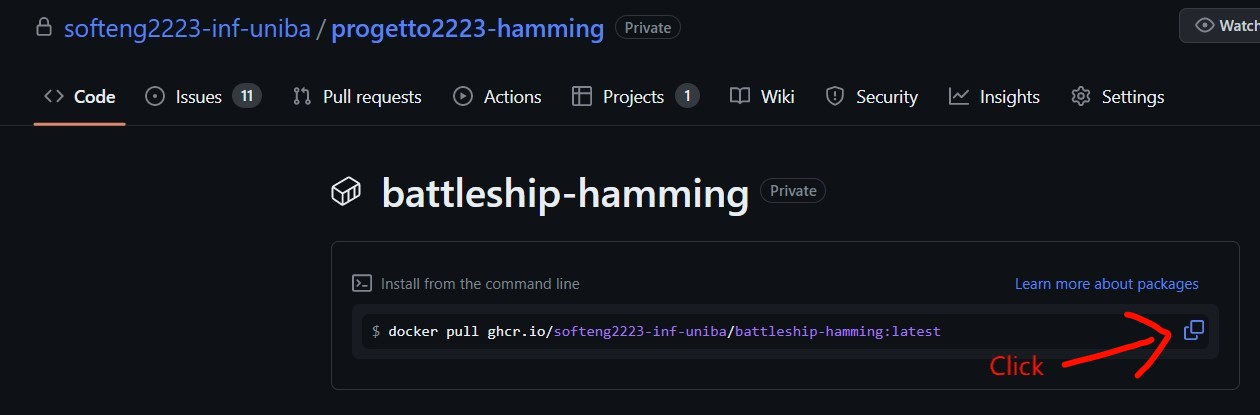 softeng2223-inf-uniba / progetto2223-hamming Private Watch
Code Issues 11 Pull requests Actions Projects 1 Wiki Security Insights Settings
battleship-hamming Private
Install from the command line Learn more about packages
$ docker pull ghcr.io/softeng2223-inf-uniba/battleship-hamming:latest
Click